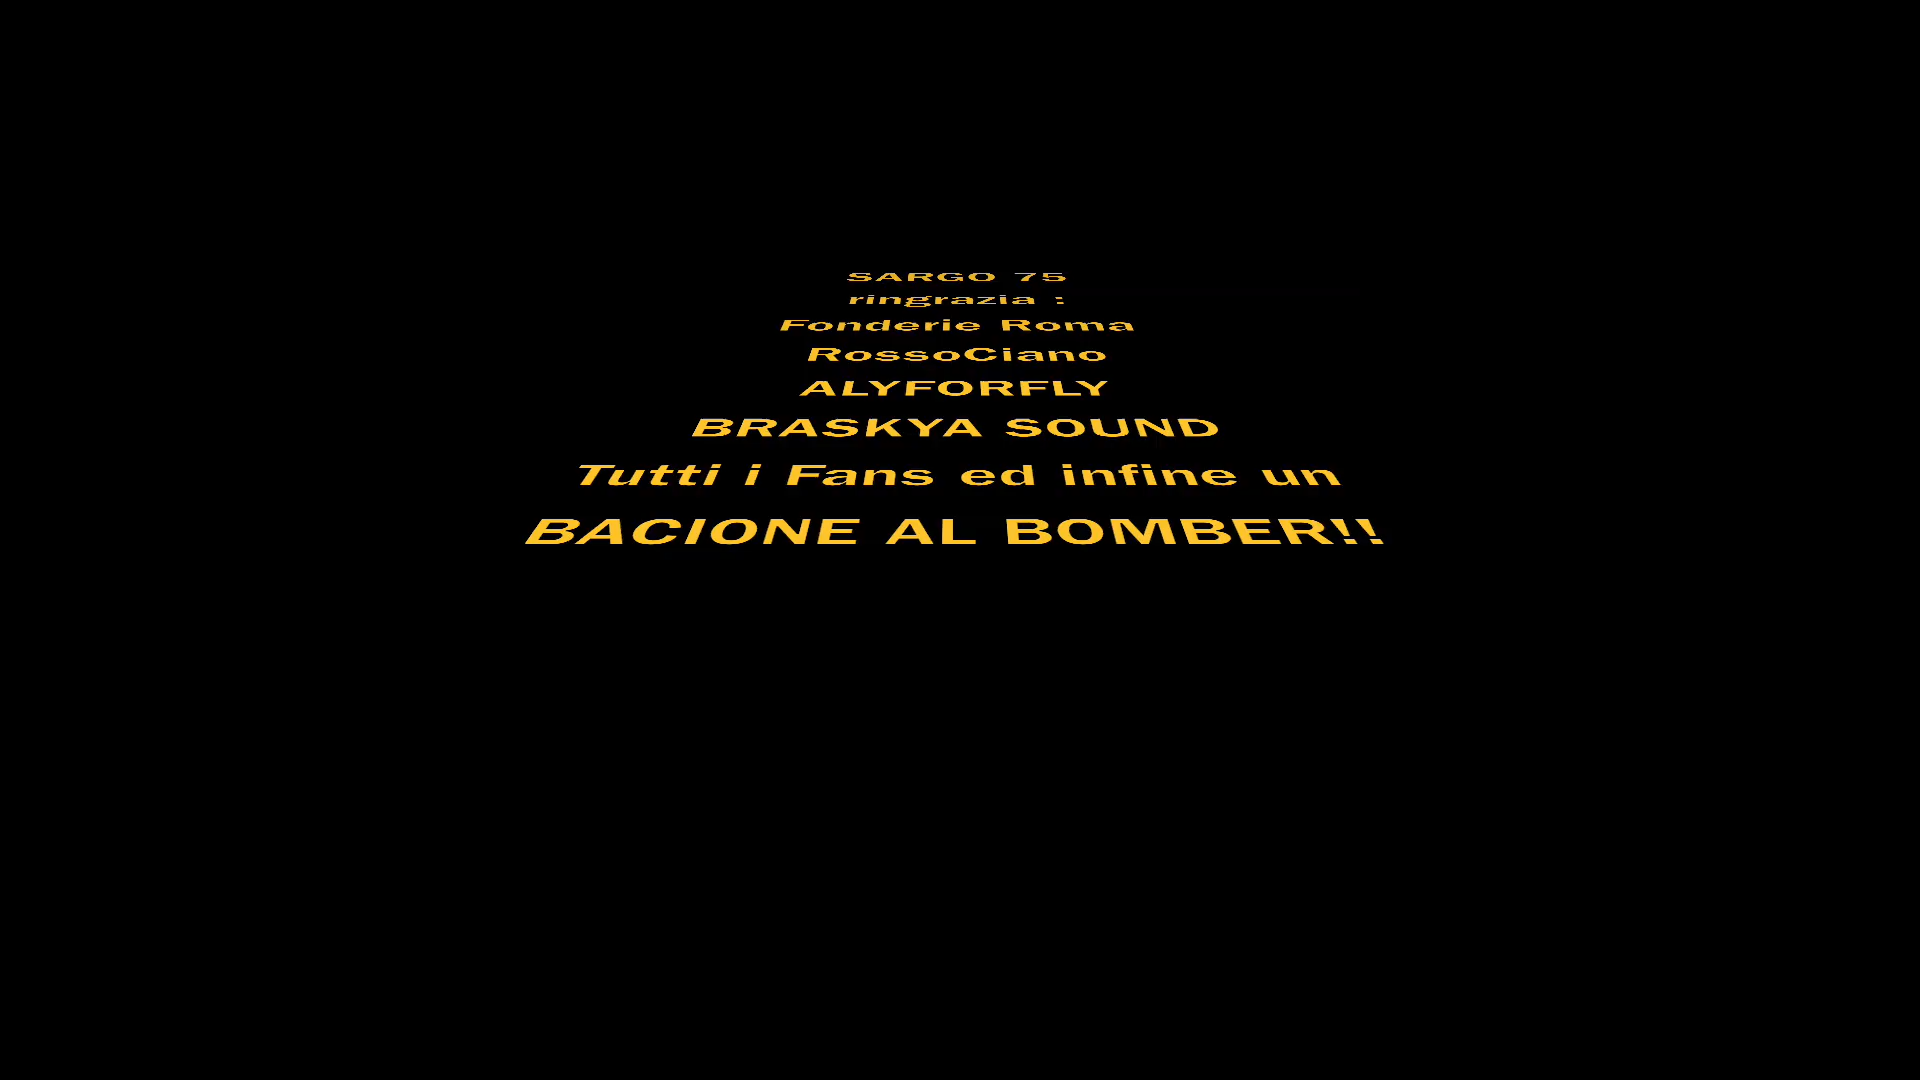 SARGO 75
ringrazia :
Fonderie Roma
RossoCiano
ALYFORFLY
BRASKYA SOUND
Tutti i Fans ed infine un
BACIONE AL BOMBER!!